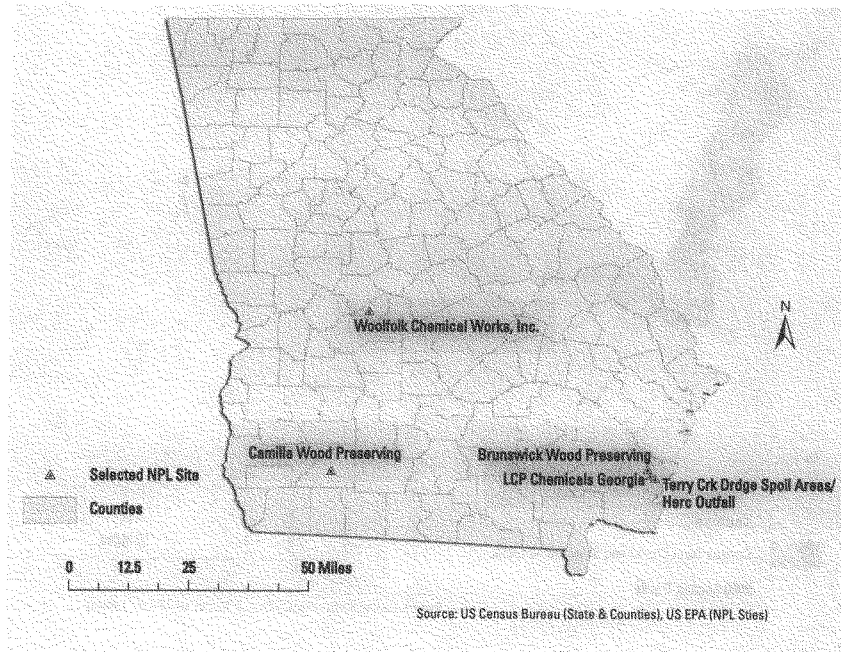 N
Woolfolk Chemical Works, Inc.
Camilla Wood Preserving
Brunswick Wood Preserving
LCP Chemicals Georgia
Terry Crk Drdge Spoil Areas/
Herc Outfall
Selected NPL Site
Counties
0 12.5 25 50 Miles
Source: US Census Bureau (State & Counties), US EPA (NPL Sties)